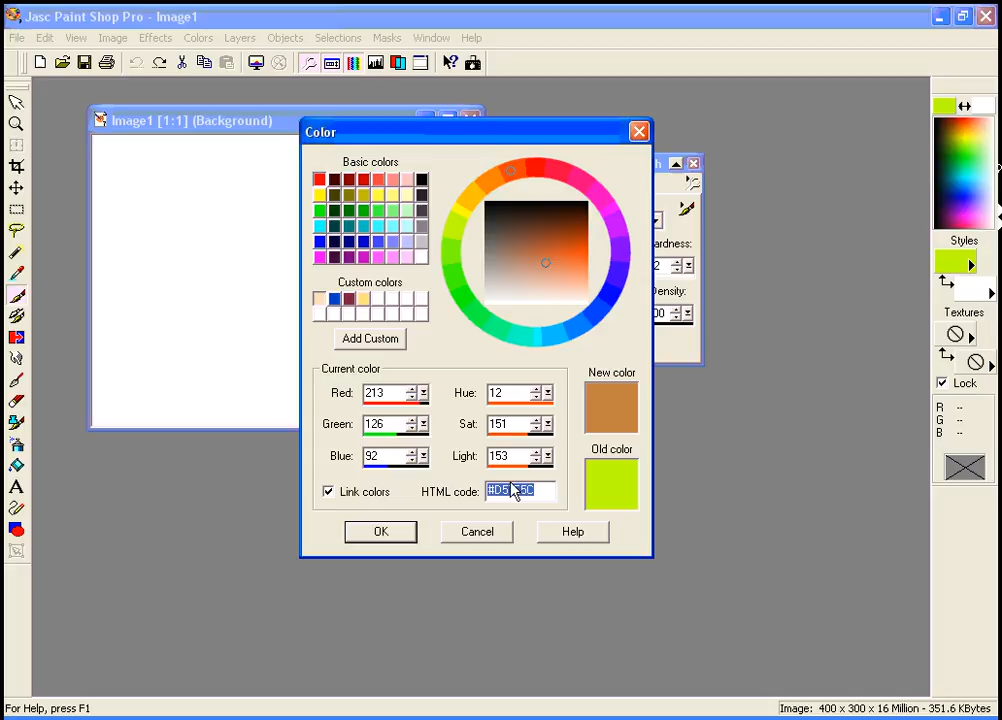 Jasc Paint Shop Pro - Image1
File Edit View Image Effects Colors Layers Objects Selections Masks Window Help
Image1 [1:1] (Background)
Color
Basic colors
Custom colors
Add Custom
Current color
Red: 213 Hue: 12
Green: 126 Sat: 151
Blue: 92 Light: 153
Link colors HTML code:
New color
Old color
OK Cancel Help
Styles
Textures
Lock
R --
G --
B --
For Help, press F1
Image: 400 x 300 x 16 Million - 351.6 KBytes